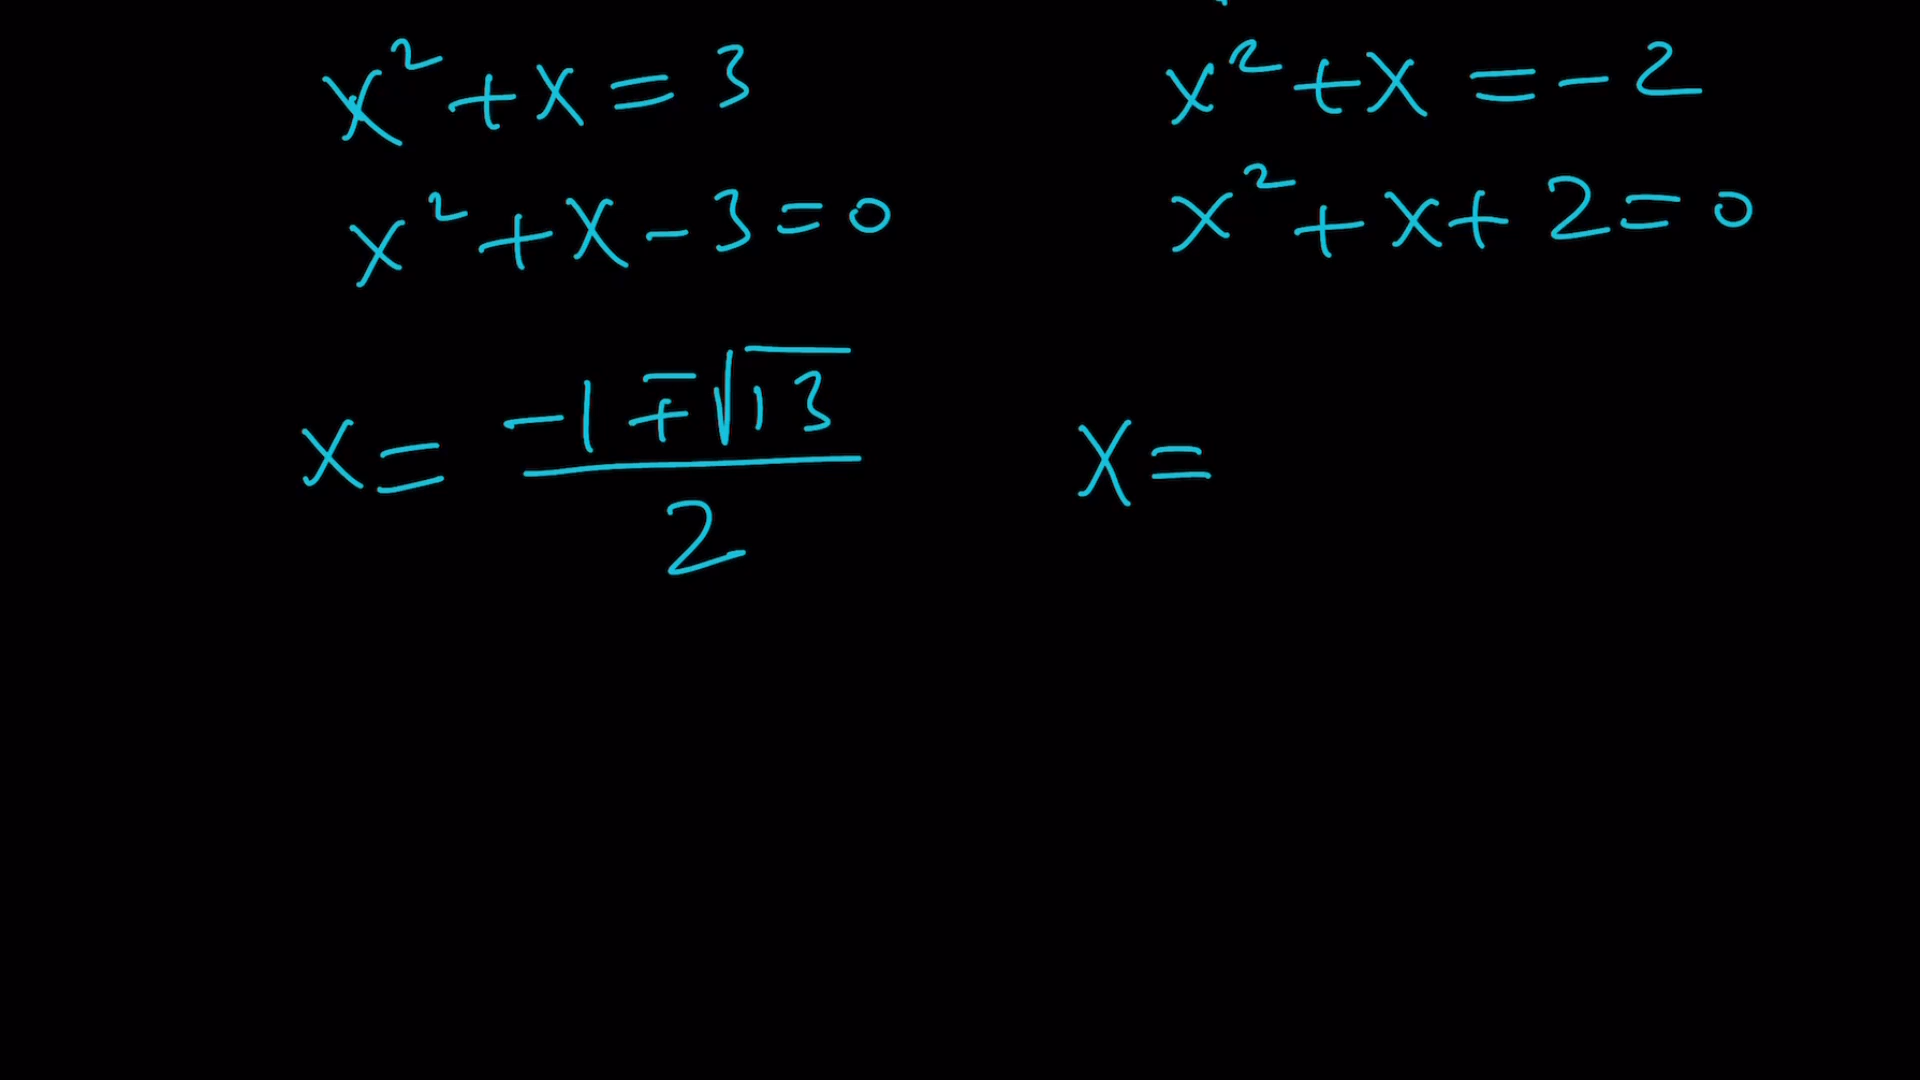 x² + x = 3
x² + x - 3 = 0
x = (-1 ∓ √13) / 2
x² + x = -2
x² + x + 2 = 0
x =